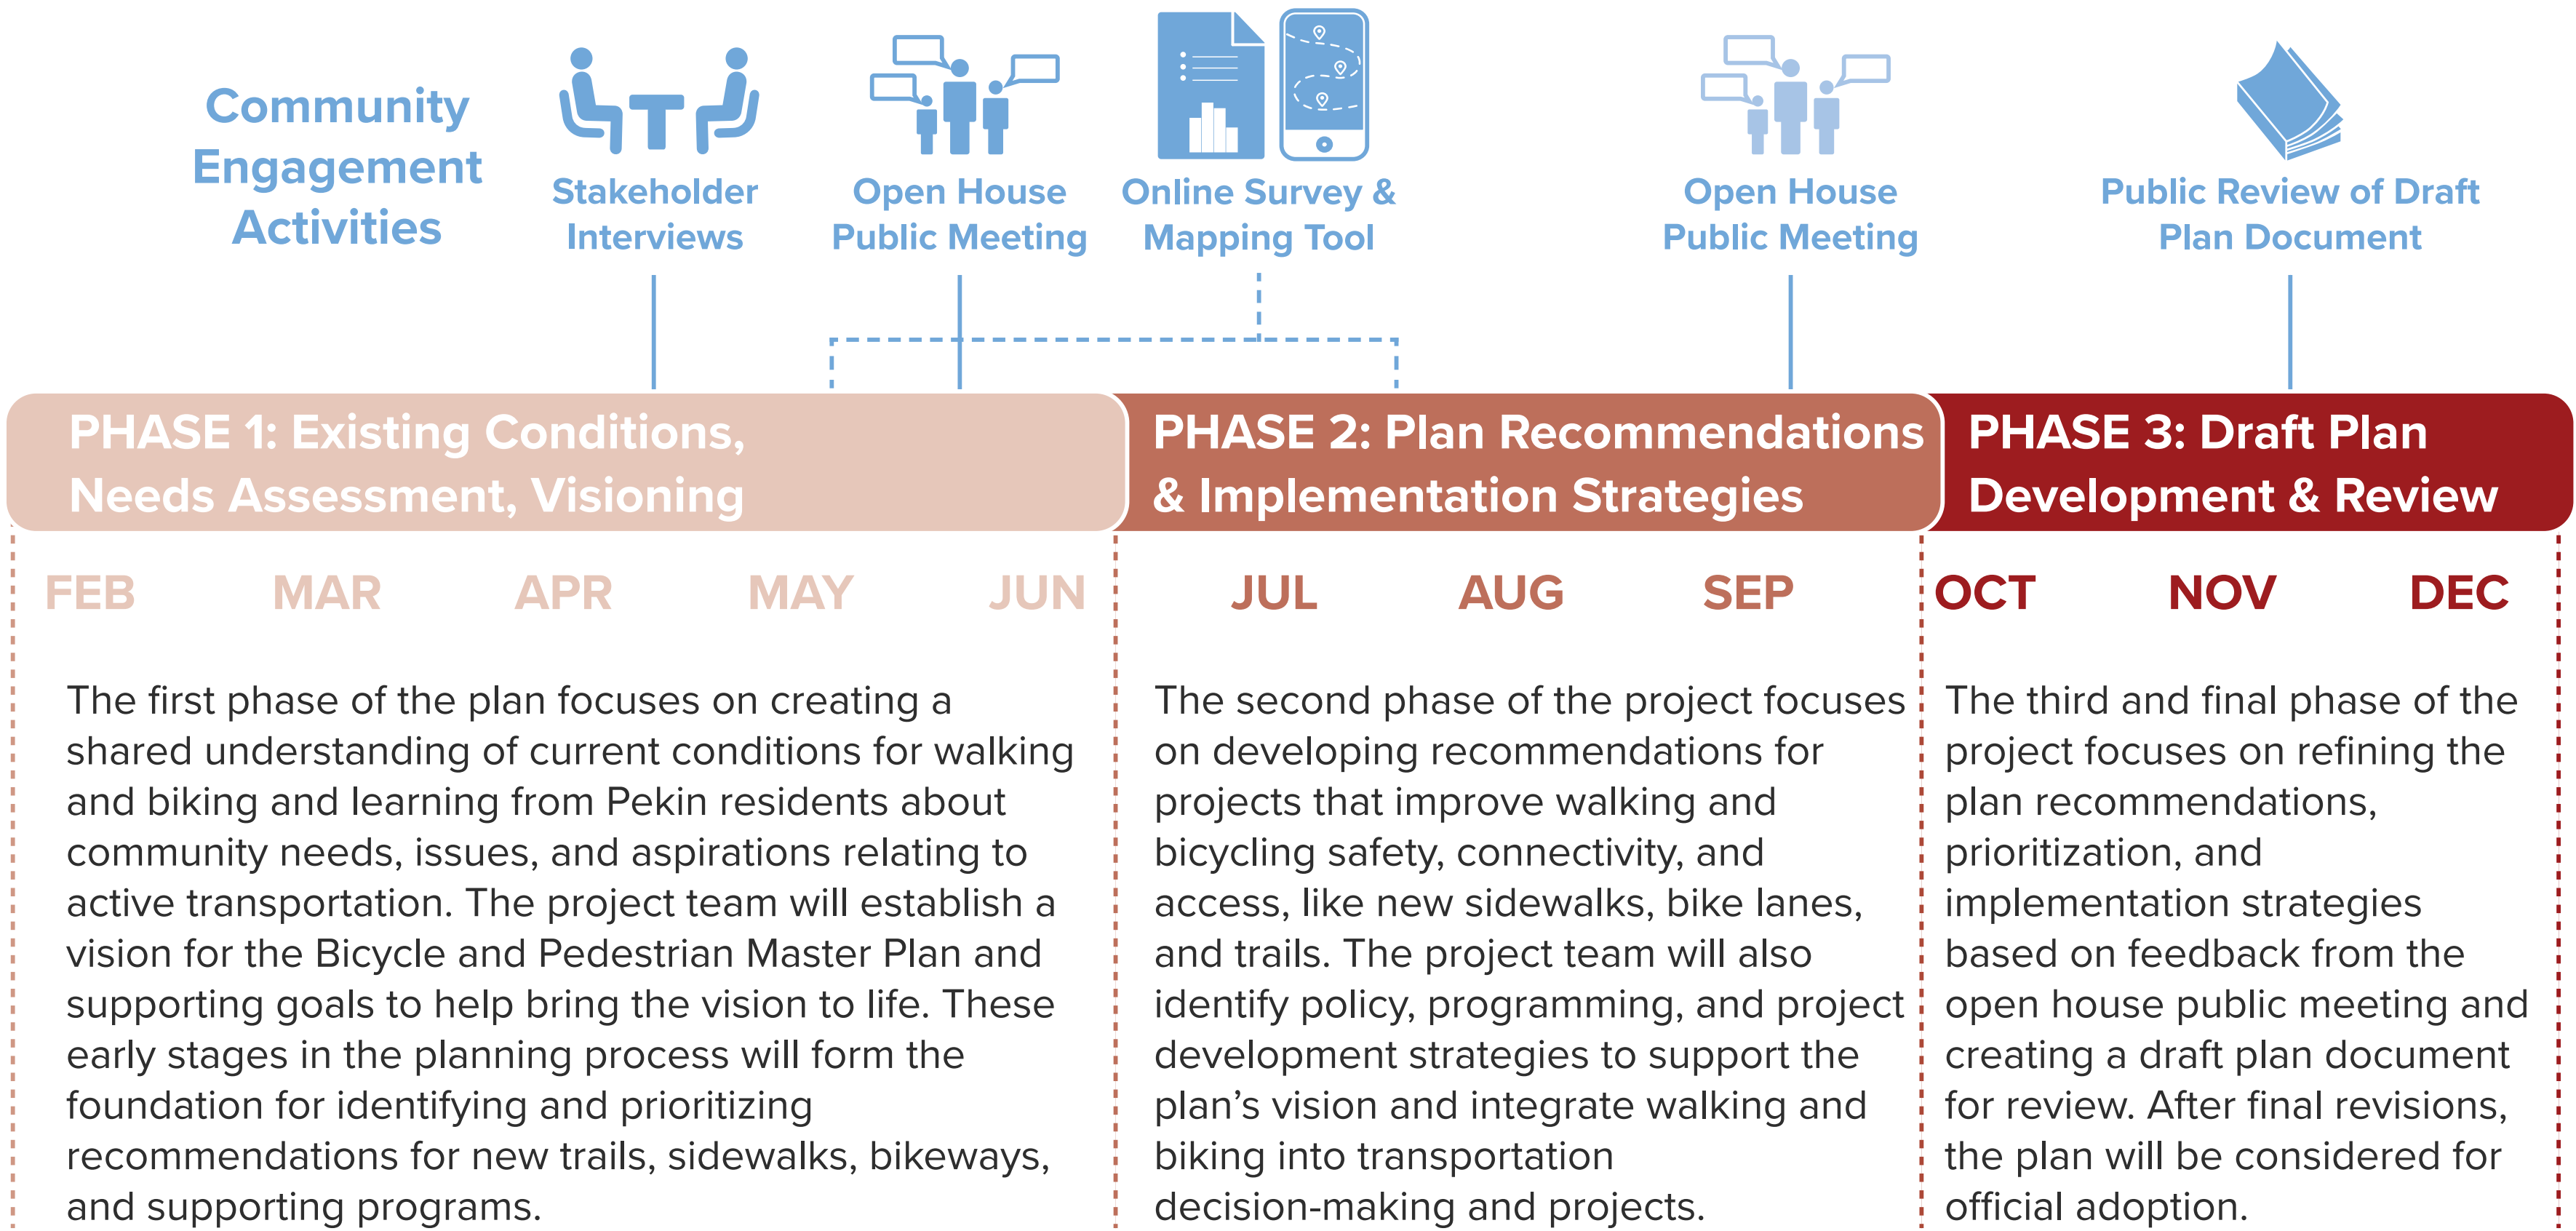 Community
Engagement
Activities
Stakeholder
Interviews
Open House
Public Meeting
Online Survey &
Mapping Tool
Open House
Public Meeting
Public Review of Draft
Plan Document
PHASE 1: Existing Conditions,
Needs Assessment, Visioning
PHASE 2: Plan Recommendations
& Implementation Strategies
PHASE 3: Draft Plan
Development & Review
FEB MAR APR MAY JUN JUL AUG SEP OCT NOV DEC
The first phase of the plan focuses on creating a
shared understanding of current conditions for walking
and biking and learning from Pekin residents about
community needs, issues, and aspirations relating to
active transportation. The project team will establish a
vision for the Bicycle and Pedestrian Master Plan and
supporting goals to help bring the vision to life. These
early stages in the planning process will form the
foundation for identifying and prioritizing
recommendations for new trails, sidewalks, bikeways,
and supporting programs.
The second phase of the project focuses
on developing recommendations for
projects that improve walking and
bicycling safety, connectivity, and
access, like new sidewalks, bike lanes,
and trails. The project team will also
identify policy, programming, and project
development strategies to support the
plan’s vision and integrate walking and
biking into transportation
decision-making and projects.
The third and final phase of the
project focuses on refining the
plan recommendations,
prioritization, and
implementation strategies
based on feedback from the
open house public meeting and
creating a draft plan document
for review. After final revisions,
the plan will be considered for
official adoption.